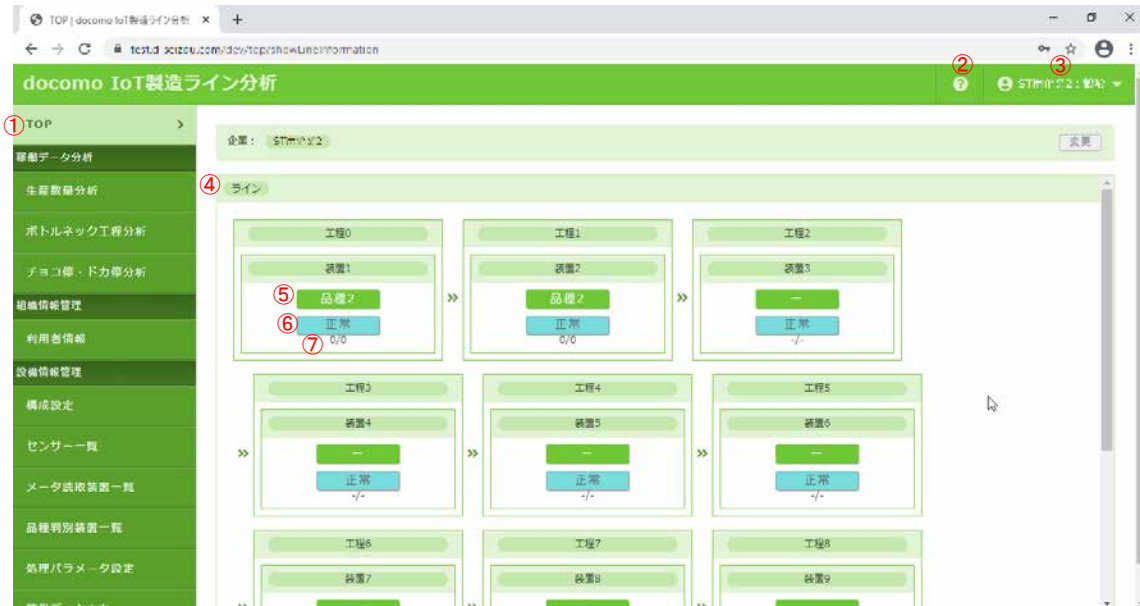 TOP | docomo IoT製造ライン分析
test.d-seizou.com/dev/top/showLineInformation
docomo IoT製造ライン分析
②
③
①
TOP
企業：
変更
稼働データ分析
生産数量分析
④
ライン
ボトルネック工程分析
工程0
工程1
工程2
チョコ停・ドカ停分析
装置1
装置2
装置3
組織情報管理
⑤
品種2
品種2
ー
利用者情報
⑥
正常
正常
正常
⑦
0/0
0/0
-/-
設備情報管理
工程3
工程4
工程5
構成設定
装置4
装置5
装置6
センサー一覧
ー
ー
ー
メータ読取装置一覧
正常
正常
正常
-/-
-/-
-/-
品種判別装置一覧
工程6
工程7
工程8
処理パラメータ設定
装置7
装置8
装置9